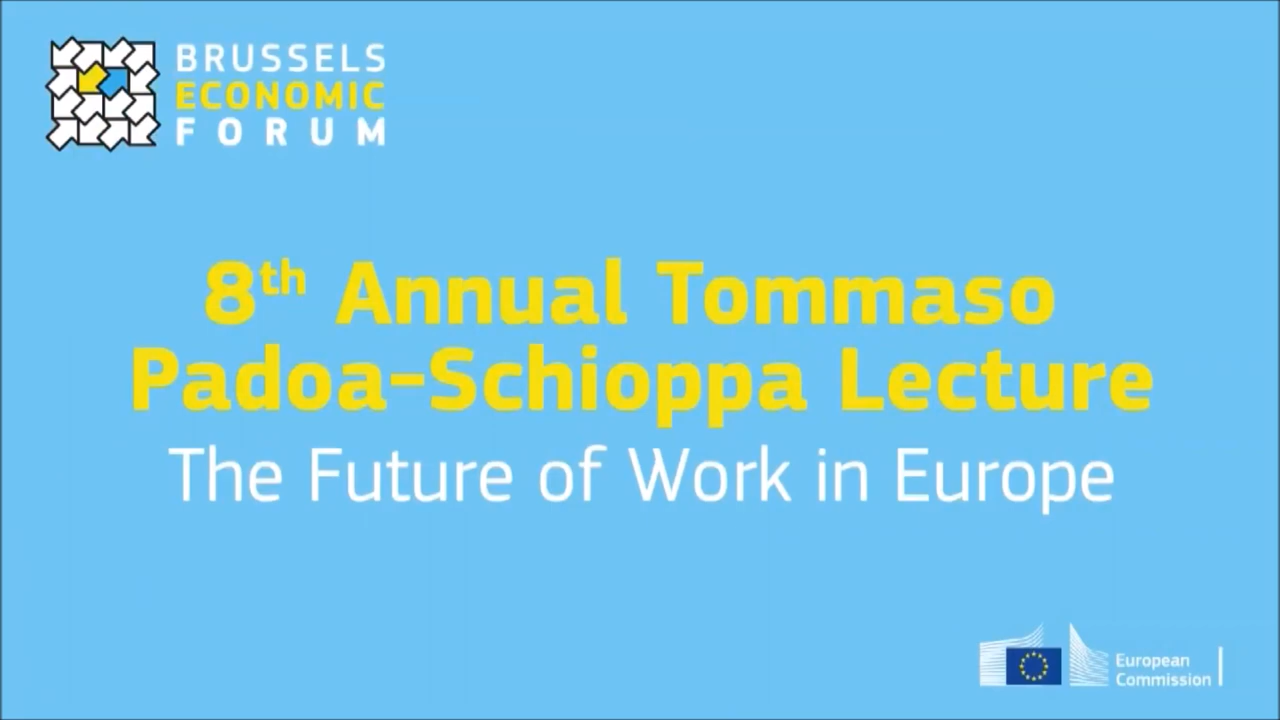 BRUSSELS
ECONOMIC
FORUM
8th Annual Tommaso
Padoa-Schioppa Lecture
The Future of Work in Europe
European
Commission